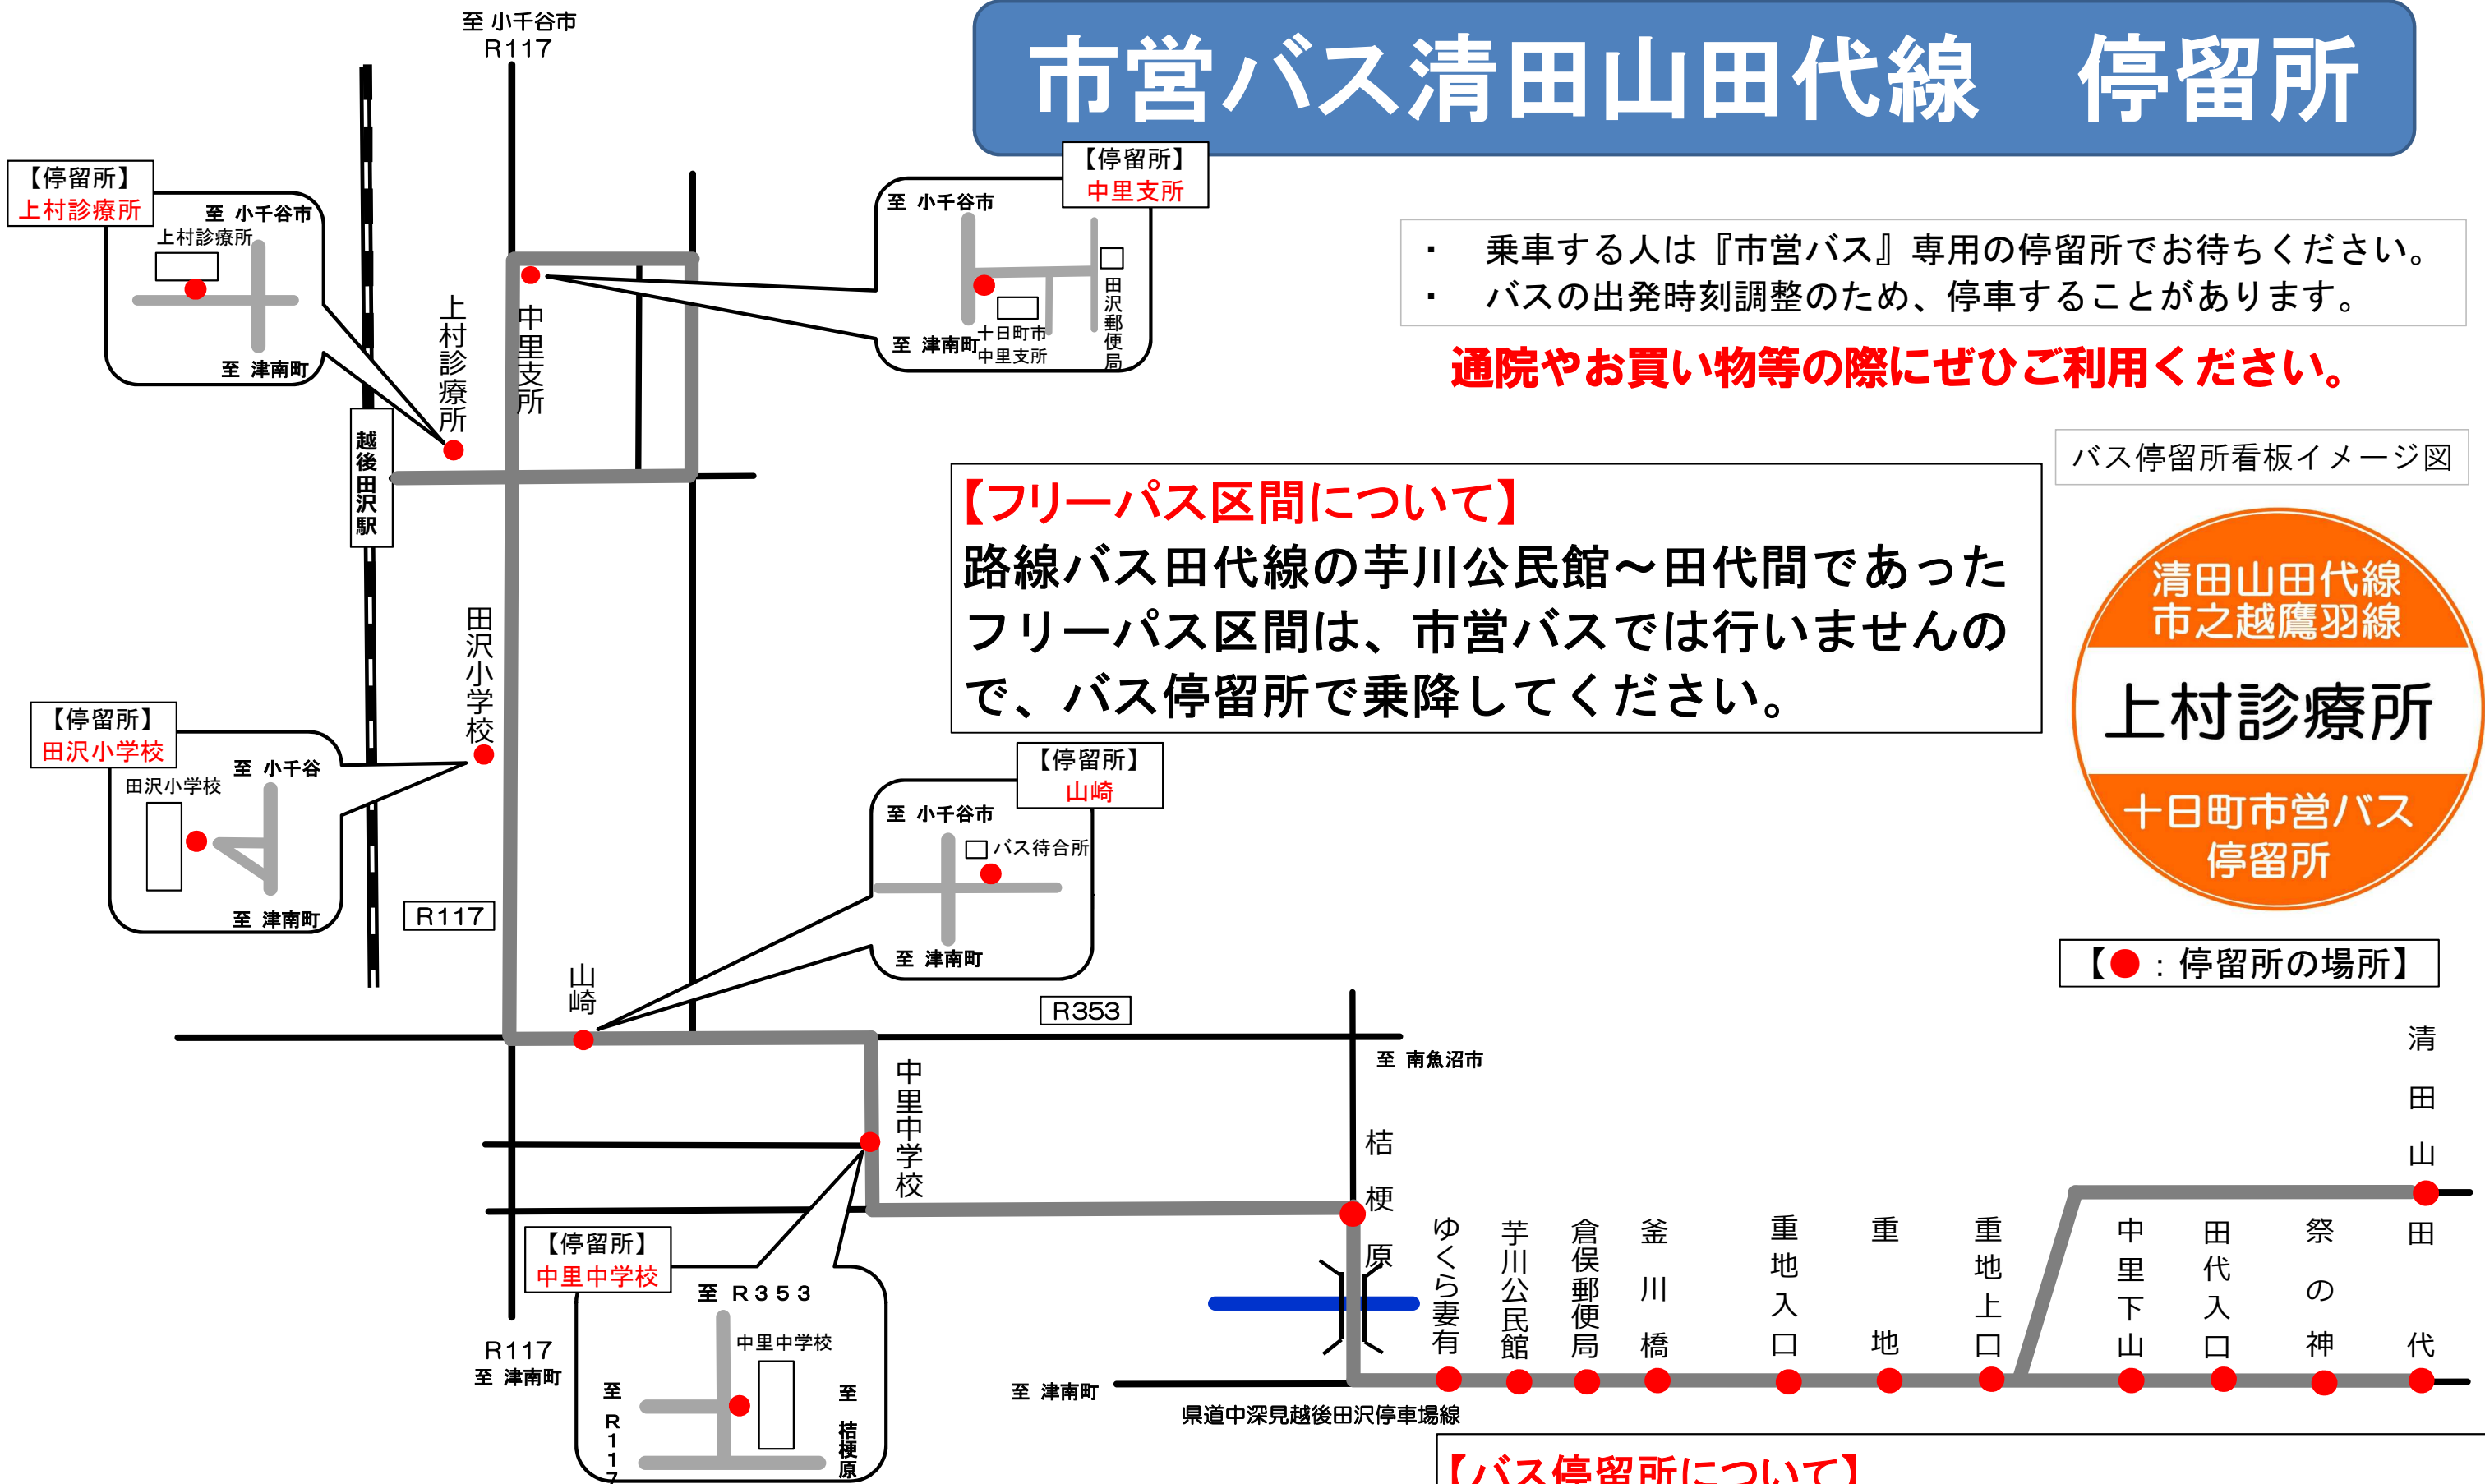 市営バス清田山田代線　停留所
至 小千谷市
R117
【停留所】
上村診療所
至 小千谷市
上村診療所
至 津南町
【停留所】
中里支所
至 小千谷市
田沢郵便局
十日町市
中里支所
至 津南町
・　乗車する人は『市営バス』専用の停留所でお待ちください。
・　バスの出発時刻調整のため、停車することがあります。
通院やお買い物等の際にぜひご利用ください。
上村診療所
中里支所
越後田沢駅
【フリーパス区間について】
路線バス田代線の芋川公民館～田代間であった
フリーパス区間は、市営バスでは行いませんの
で、バス停留所で乗降してください。
バス停留所看板イメージ図
清田山田代線
市之越鷹羽線
上村診療所
十日町市営バス
停留所
【●：停留所の場所】
田沢小学校
【停留所】
田沢小学校
至 小千谷
田沢小学校
至 津南町
R117
【停留所】
山崎
至 小千谷市
バス待合所
至 津南町
山崎
R353
至 南魚沼市
中里中学校
桔梗原
【停留所】
中里中学校
至 R353
中里中学校
至 R117
至 桔梗原
R117
至 津南町
至 津南町
県道中深見越後田沢停車場線
ゆくら妻有
芋川公民館
倉俣郵便局
釜川橋
重地入口
重地
重地上口
中里下山
田代入口
祭の神
田代
清田山
【バス停留所について】